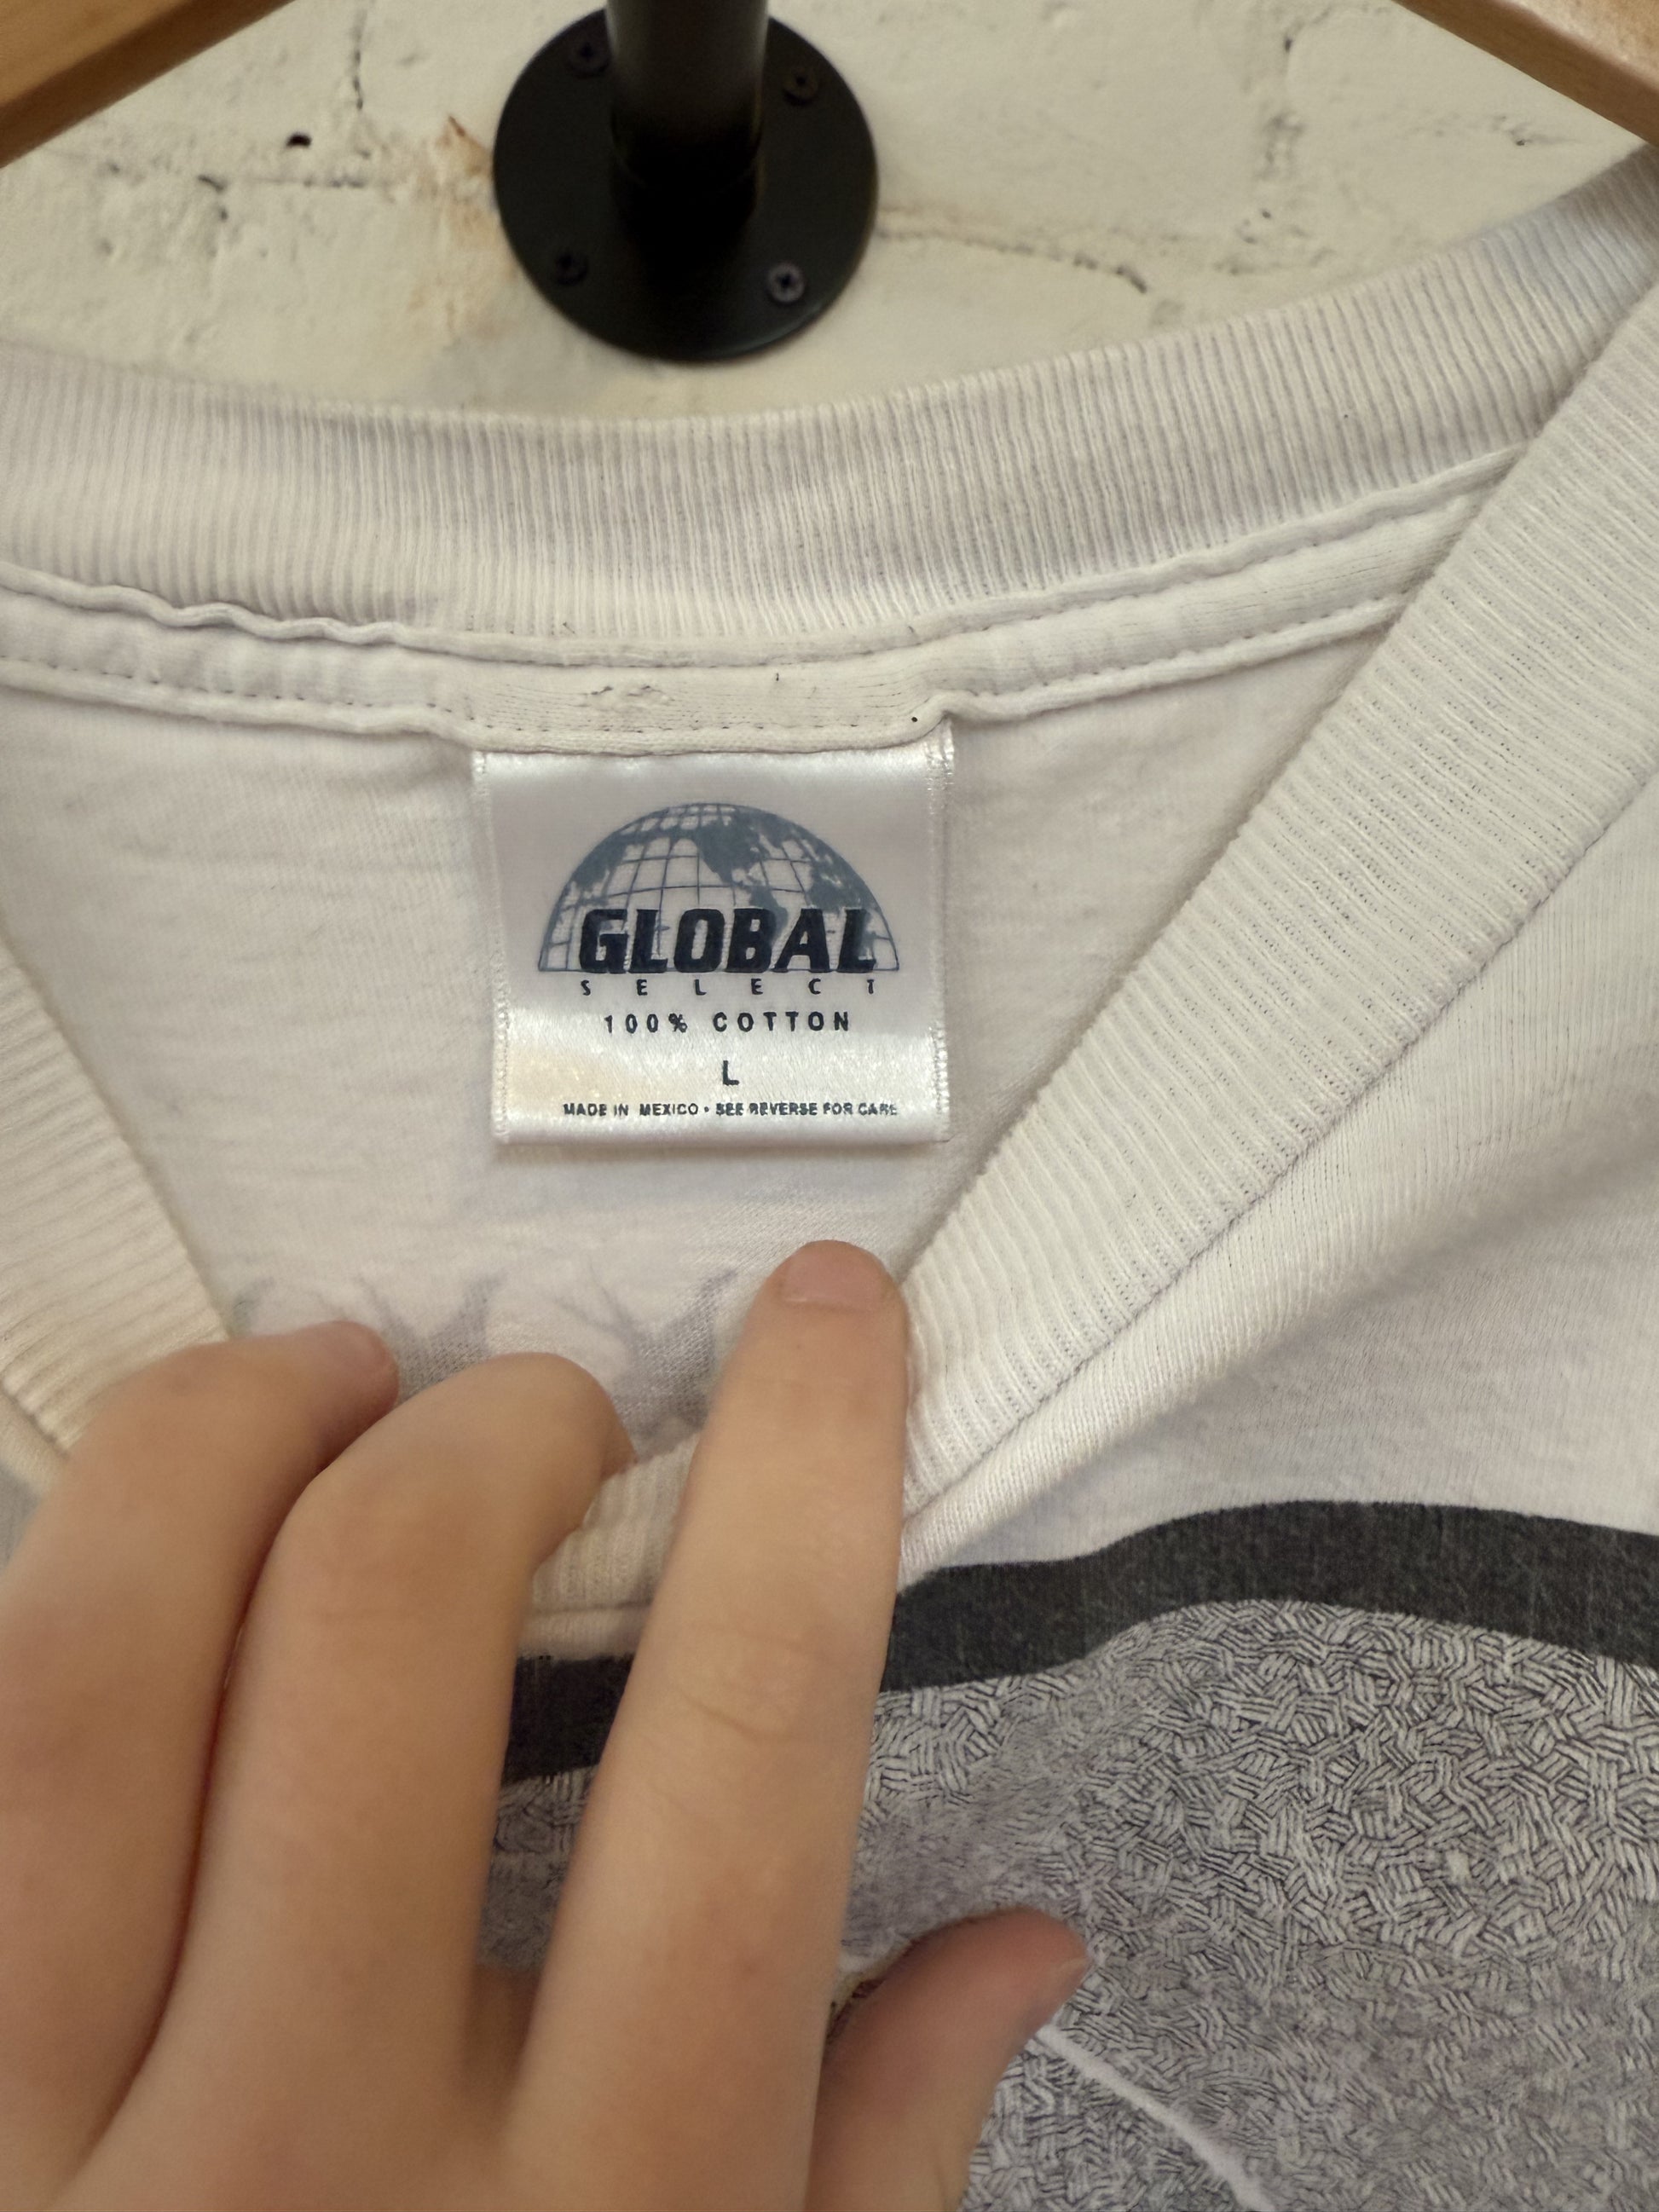 GLOBAL
SELECT
100% COTTON
L
MADE IN MEXICO • SEE REVERSE FOR CARE